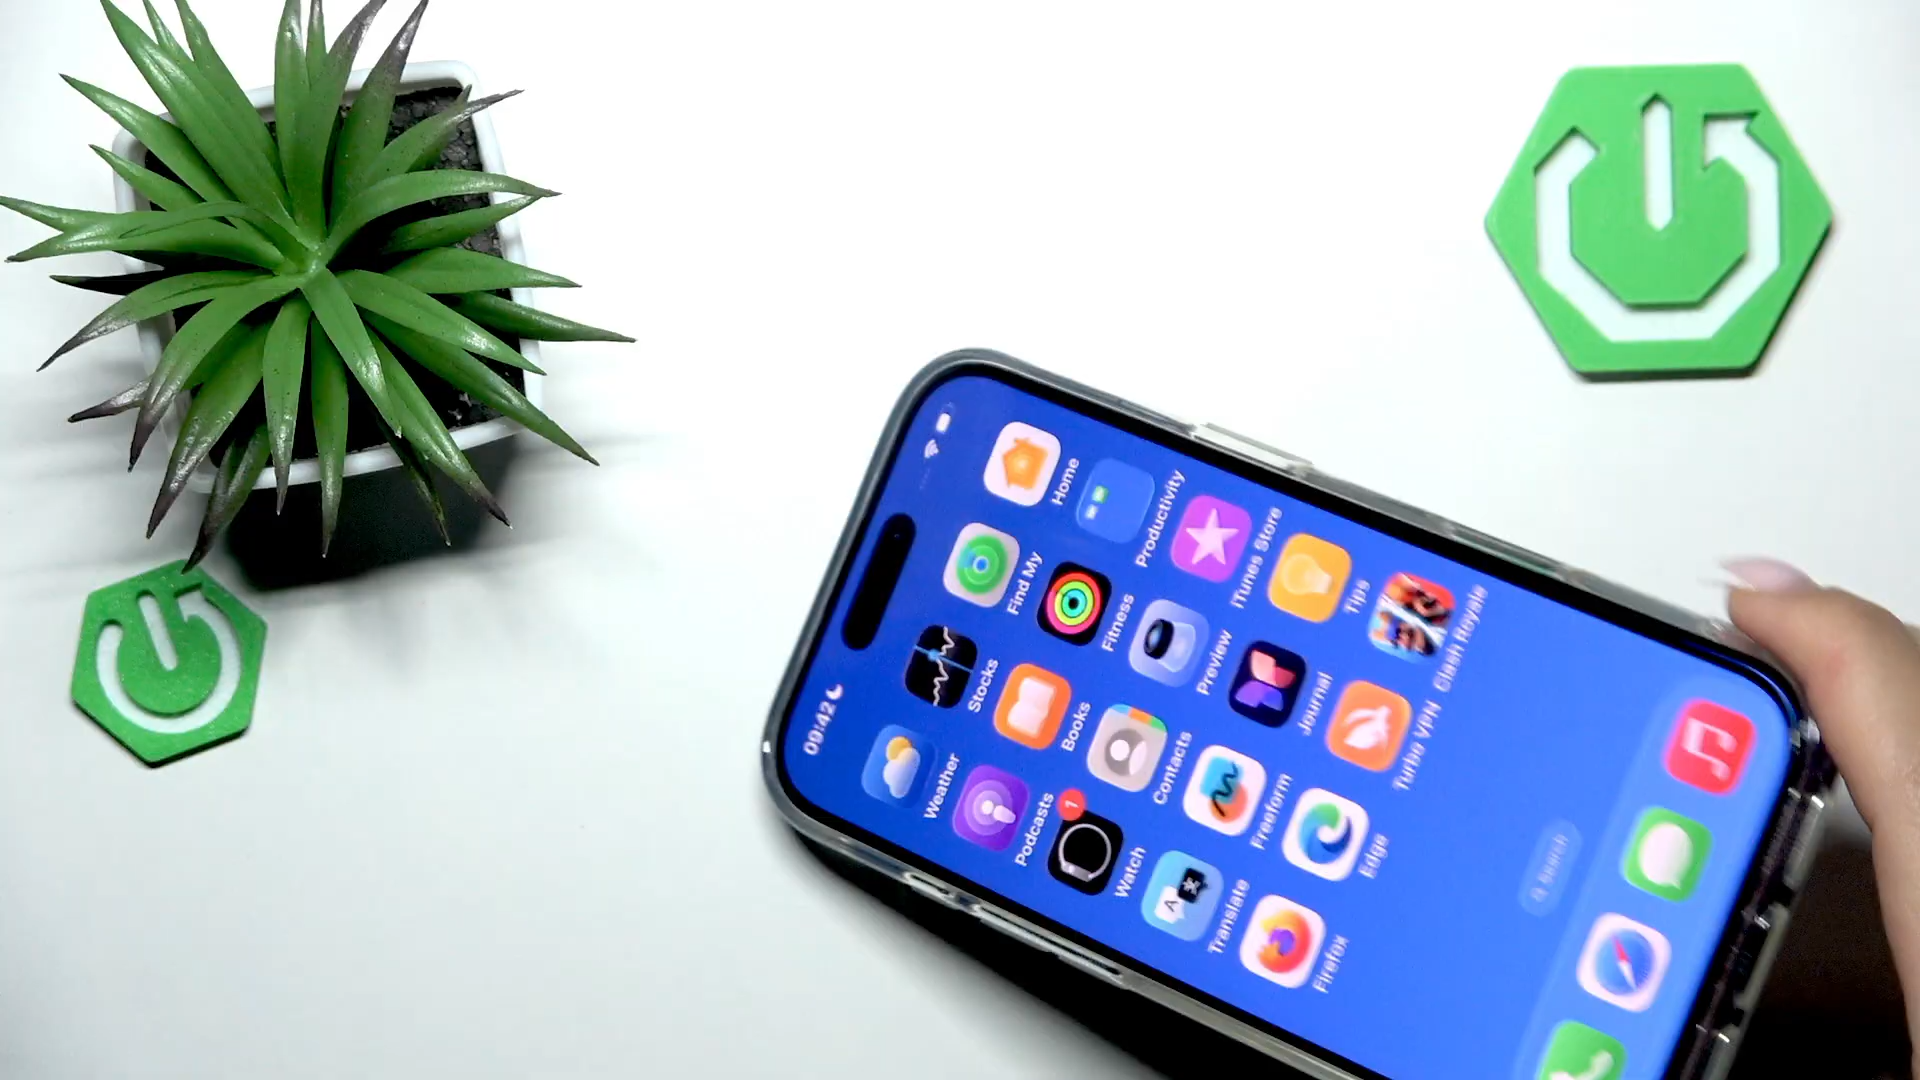 09:42
Weather
Stocks
Find My
Home
Podcasts
Books
Fitness
Productivity
1
Watch
Contacts
Preview
iTunes Store
Translate
Freeform
Journal
Tips
Firefox
Edge
Turbo VPN
Clash Royale
Search